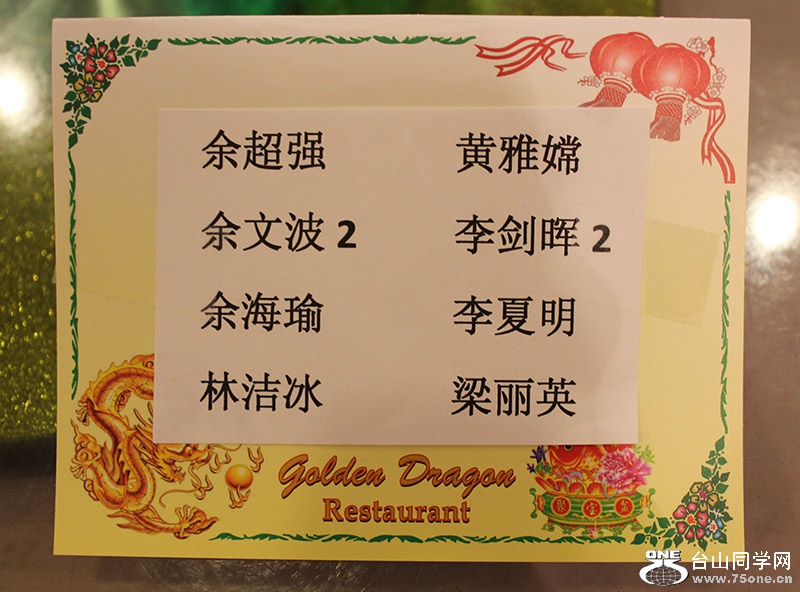 余超强 黄雅嫦
余文波 2 李剑晖 2
余海瑜 李夏明
林洁冰 梁丽英
Golden Dragon
Restaurant
ONE 台山同学网
www.75one.cn